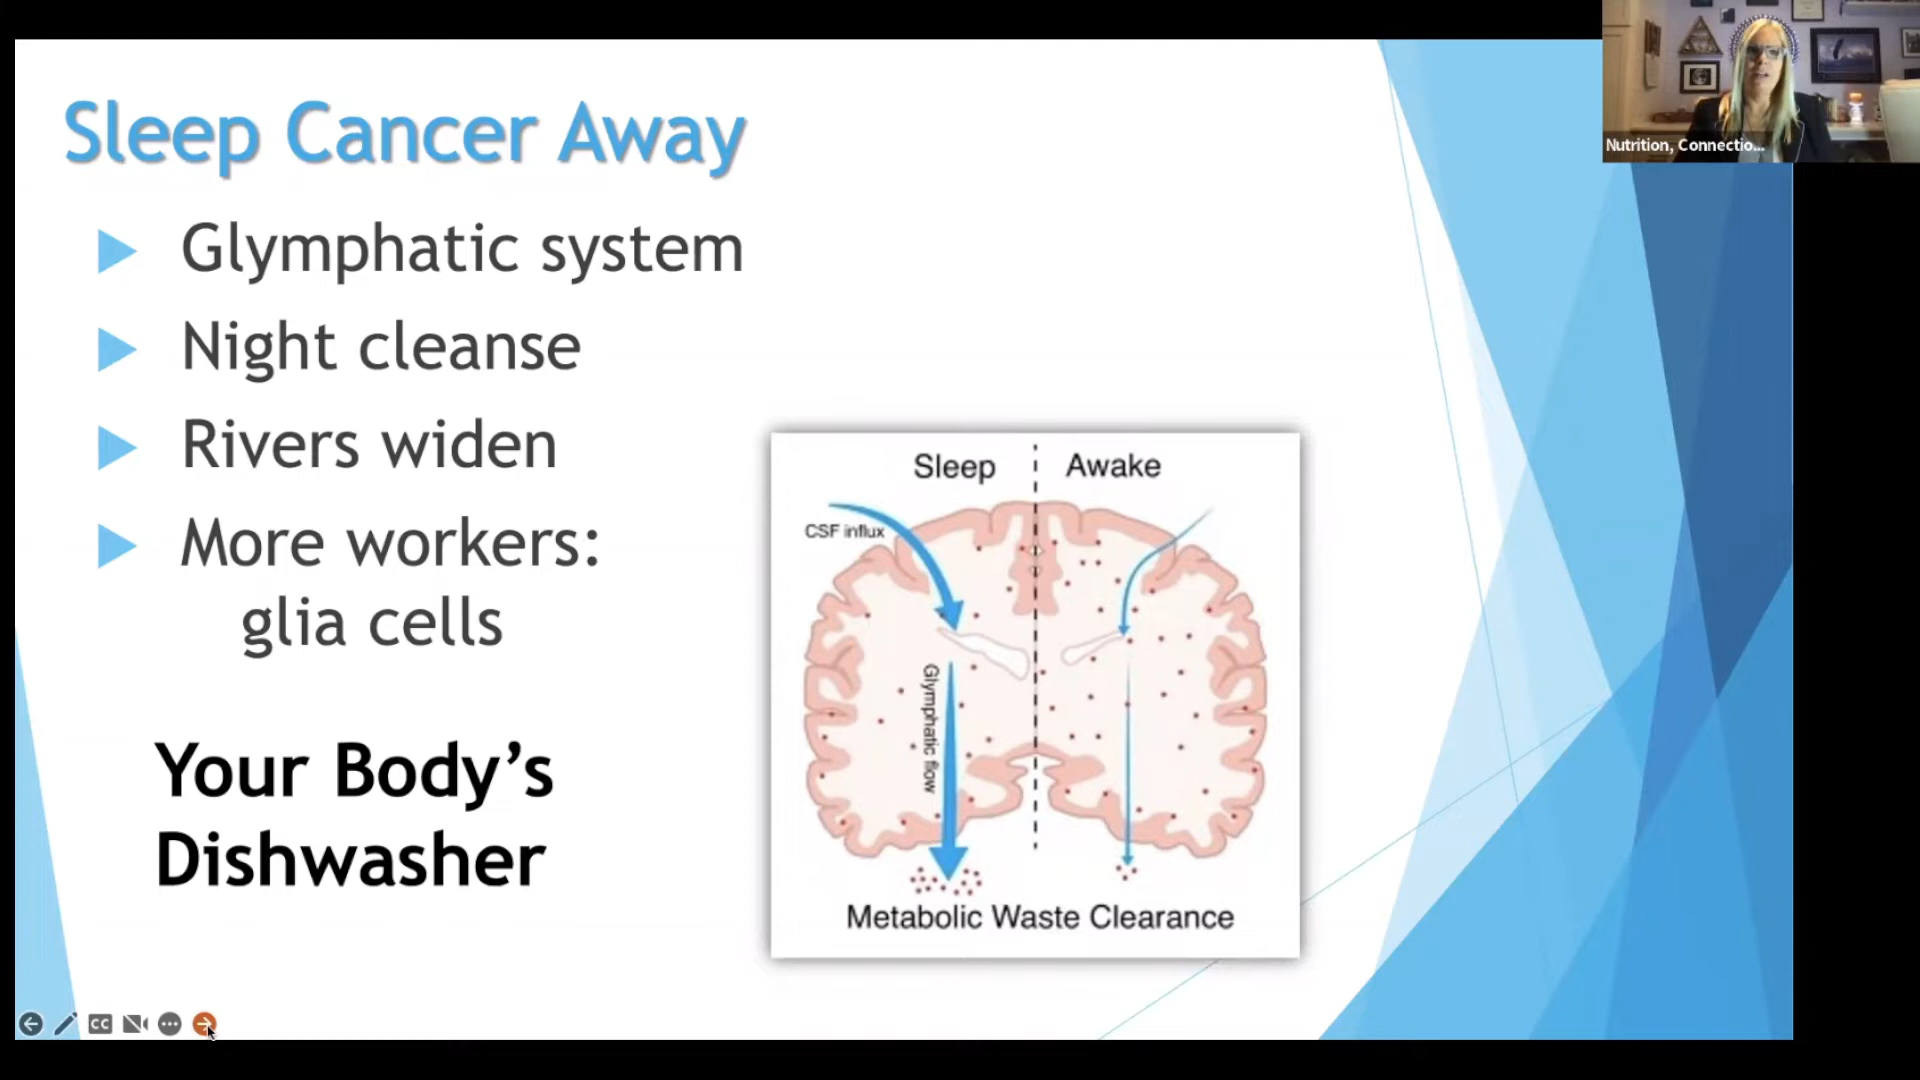 Sleep Cancer Away
Glymphatic system
Night cleanse
Rivers widen
More workers:
glia cells
Your Body’s
Dishwasher
Sleep
Awake
CSF influx
Glymphatic flow
Metabolic Waste Clearance
Nutrition, Connectio...
CC